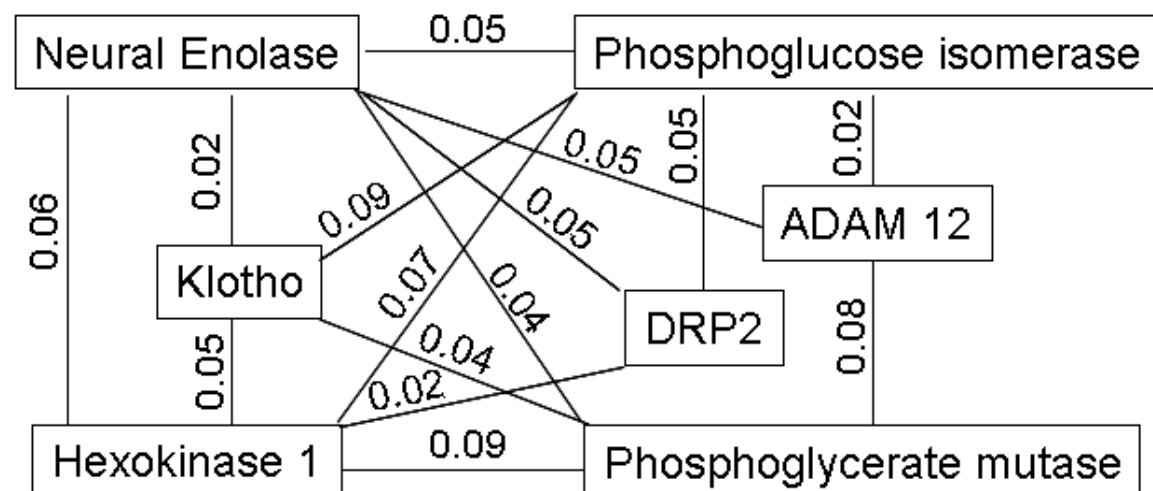 Neural Enolase
0.05
Phosphoglucose isomerase
0.06
0.02
0.09
0.07
0.05
0.05
0.05
0.02
ADAM 12
Klotho
0.04
DRP2
0.05
0.04
0.02
0.08
Hexokinase 1
0.09
Phosphoglycerate mutase